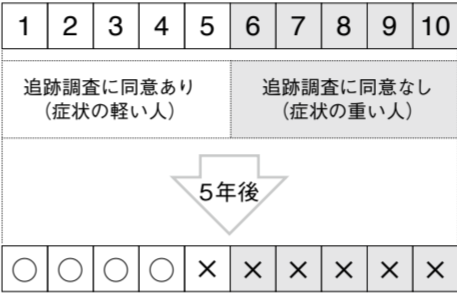 1 2 3 4 5 6 7 8 9 10
追跡調査に同意あり
（症状の軽い人）
追跡調査に同意なし
（症状の重い人）
5年後
○ ○ ○ ○ × × × × × ×